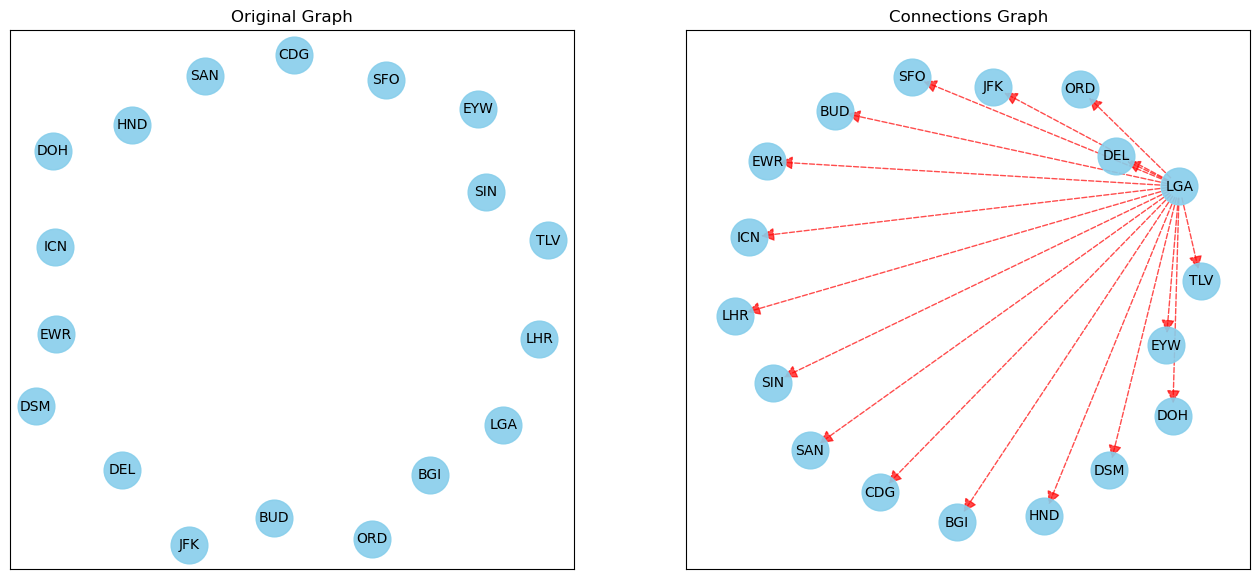 Original Graph
CDG
SAN
SFO
EYW
HND
DOH
SIN
TLV
ICN
EWR
LHR
DSM
LGA
DEL
BGI
BUD
ORD
JFK
Connections Graph
SFO
JFK
ORD
BUD
DEL
EWR
LGA
ICN
TLV
LHR
EYW
SIN
DOH
SAN
DSM
CDG
HND
BGI